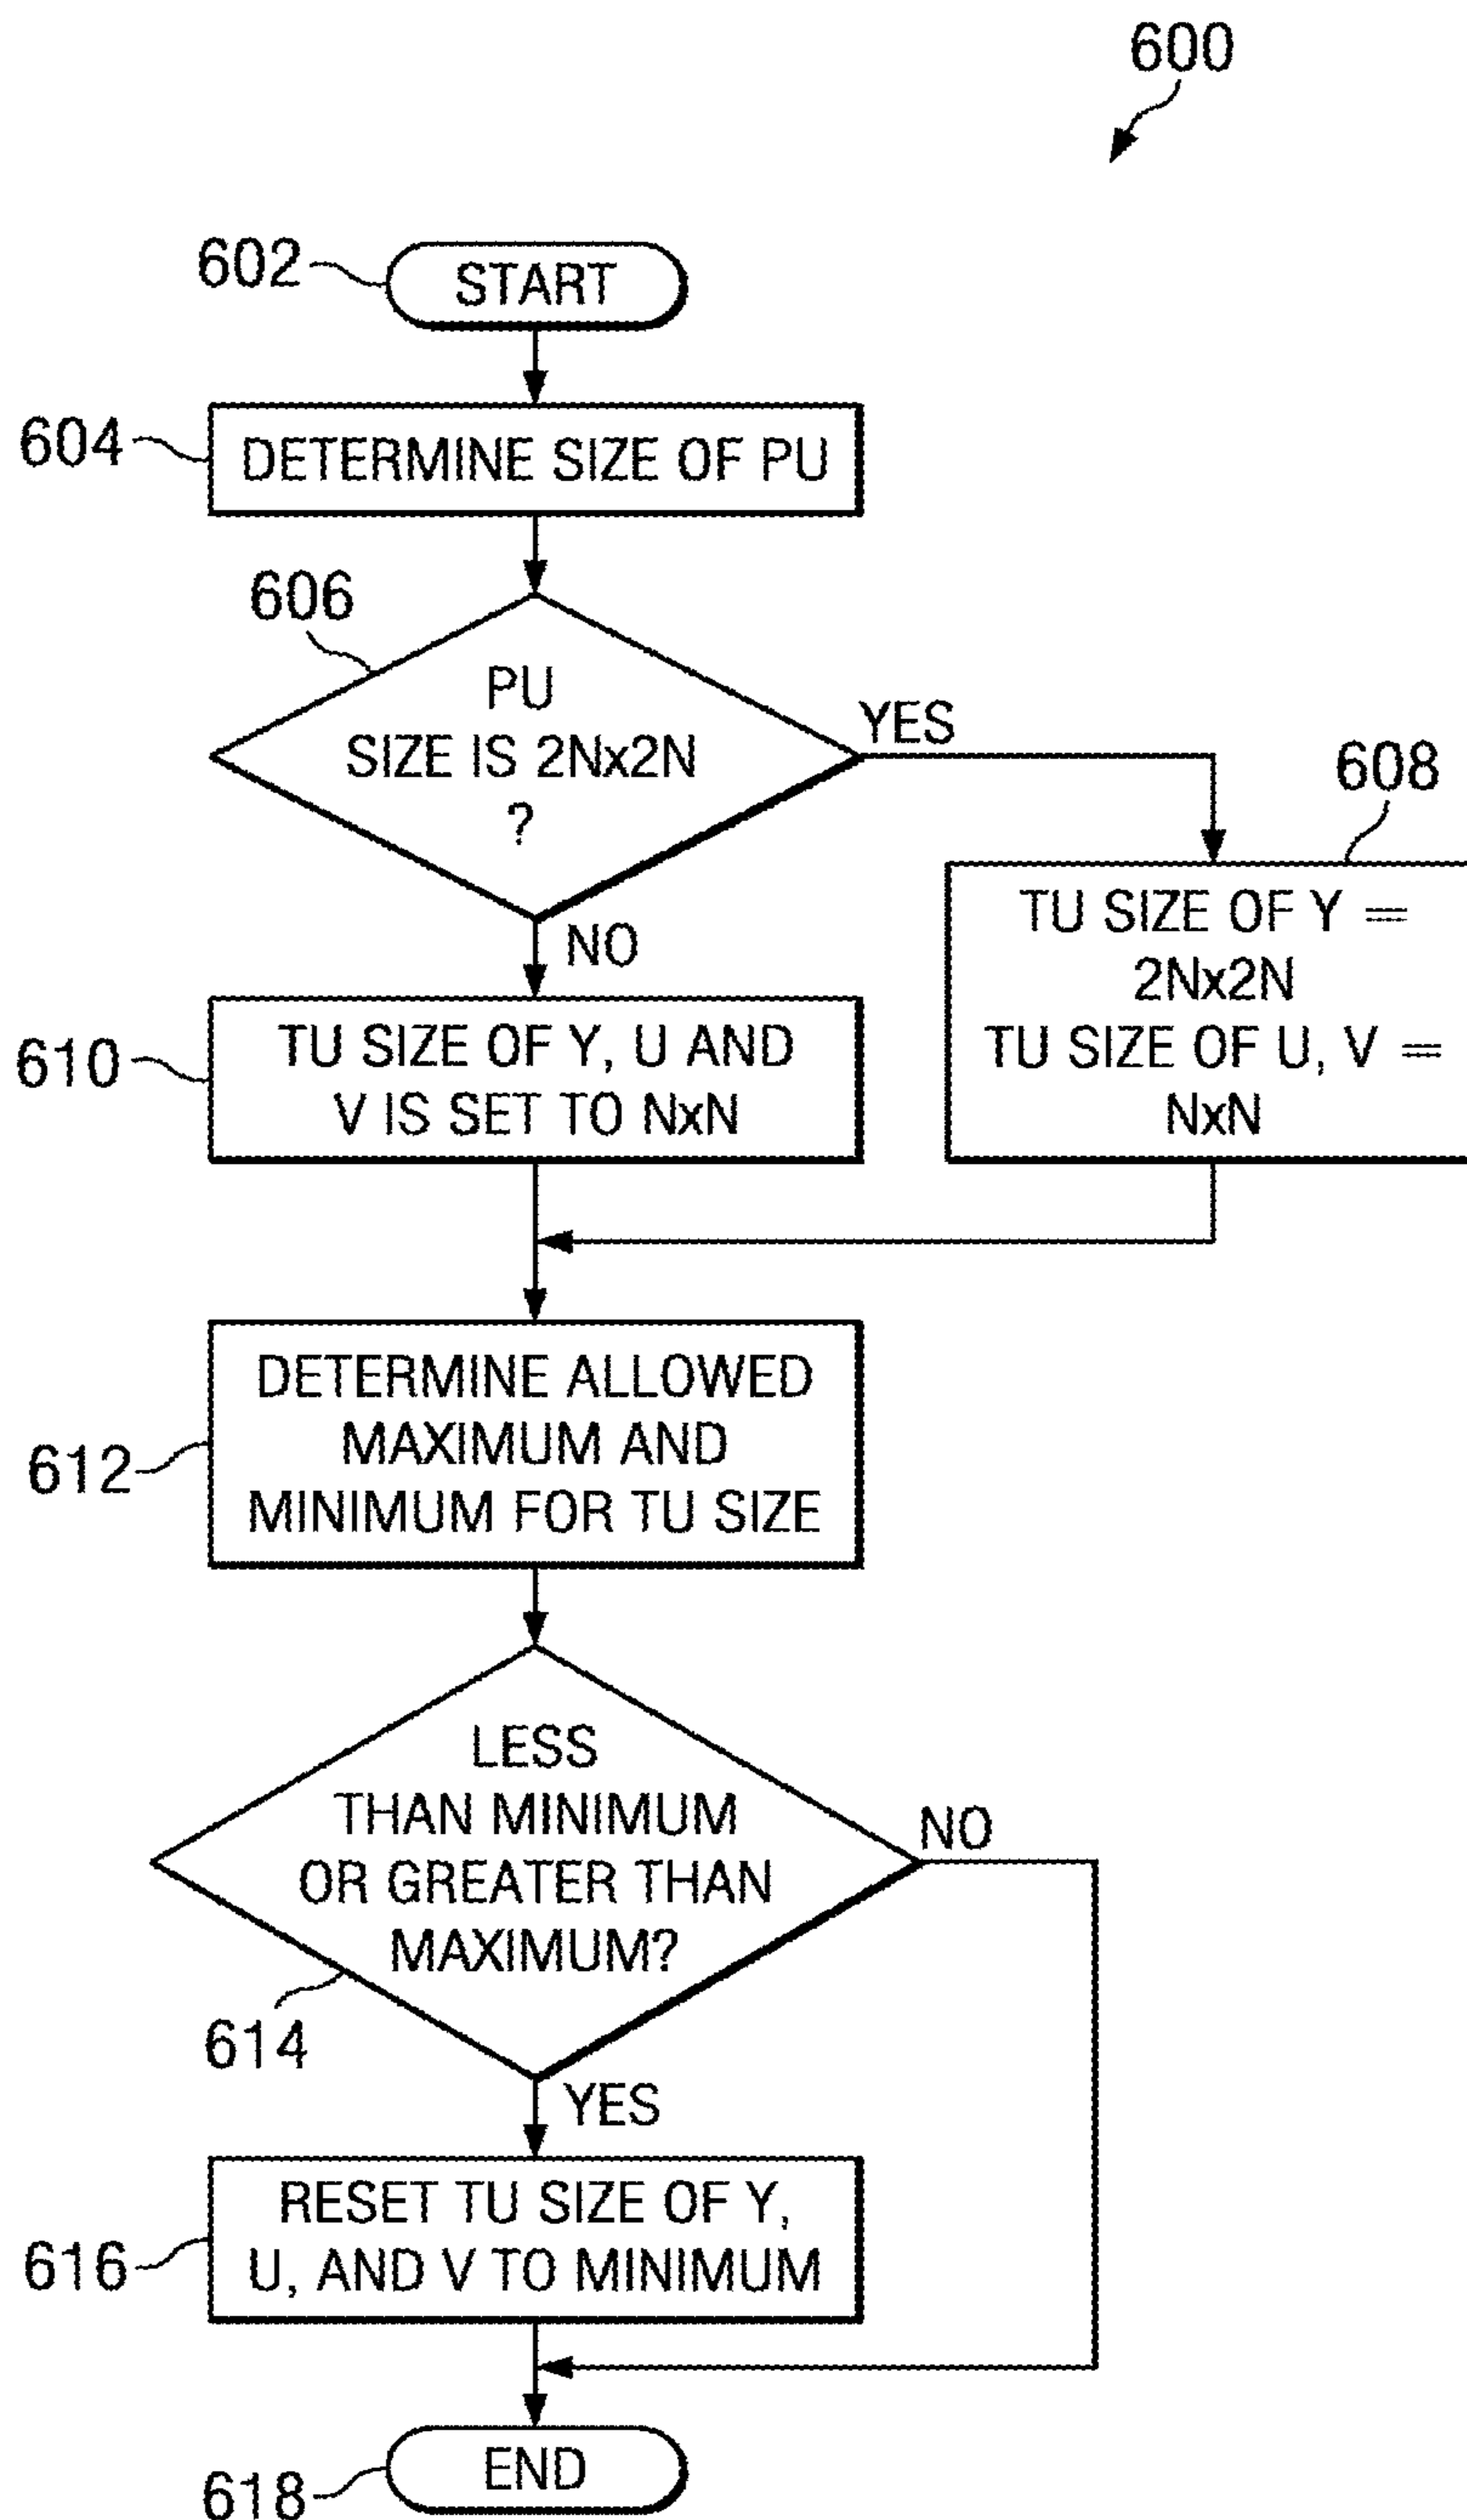 600
602
START
604
DETERMINE SIZE OF PU
606
PU
SIZE IS 2Nx2N
?
YES
608
TU SIZE OF Y =
2Nx2N
TU SIZE OF U, V =
NxN
NO
610
TU SIZE OF Y, U AND
V IS SET TO NxN
612
DETERMINE ALLOWED
MAXIMUM AND
MINIMUM FOR TU SIZE
LESS
THAN MINIMUM
OR GREATER THAN
MAXIMUM?
NO
614
YES
616
RESET TU SIZE OF Y,
U, AND V TO MINIMUM
618
END